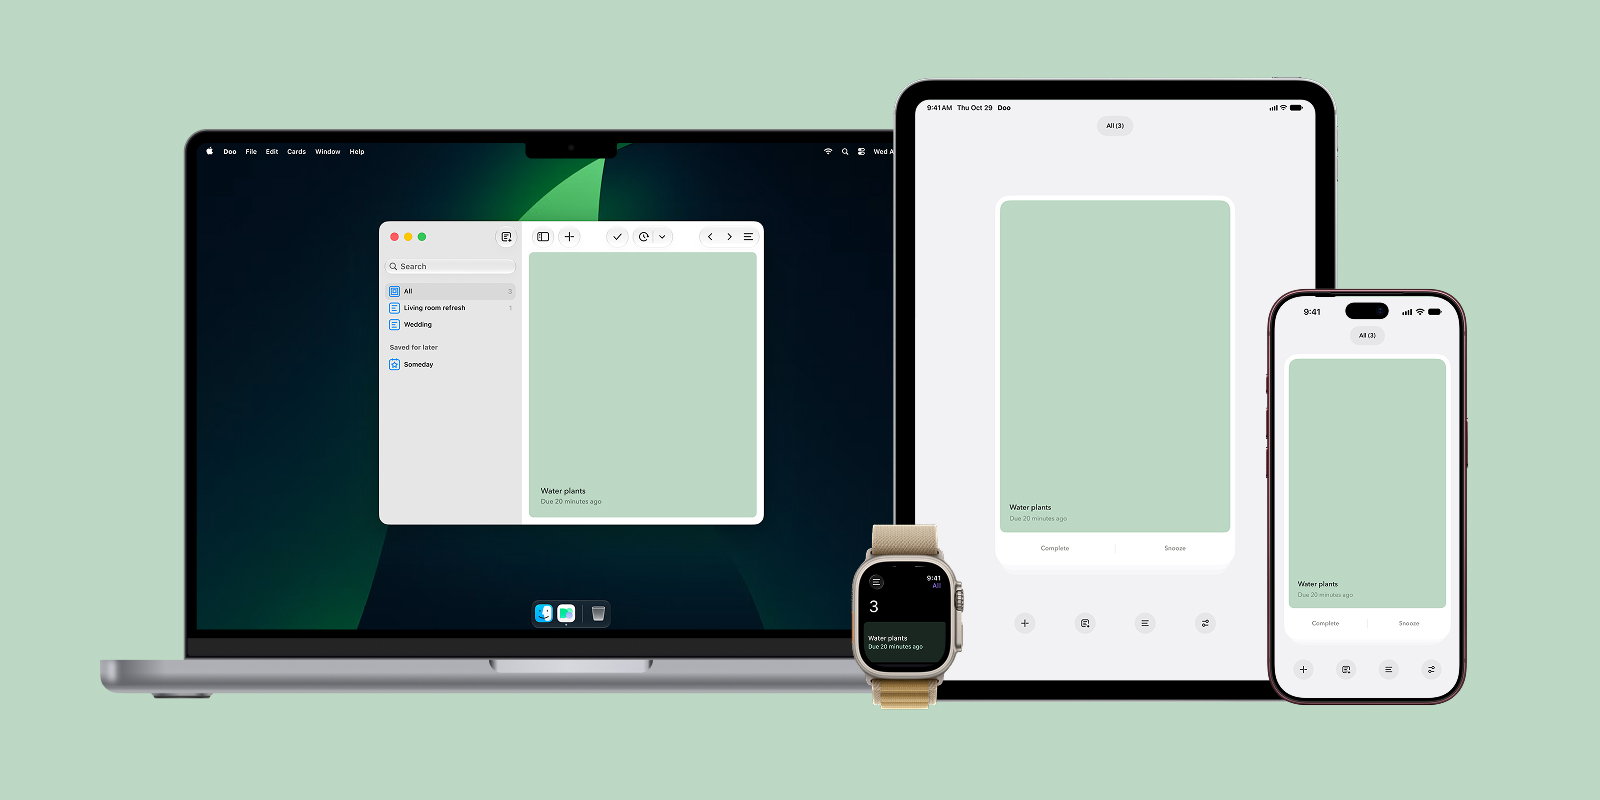 Doo File Edit Cards Window Help
Wed A
Search
All 3
Living room refresh 1
Wedding
Saved for later
Someday
Water plants
Due 20 minutes ago
9:41
All
3
Water plants
Due 20 minutes ago
9:41 AM Thu Oct 29 Doo
All (3)
Water plants
Due 20 minutes ago
Complete Snooze
9:41
All (3)
Water plants
Due 20 minutes ago
Complete Snooze